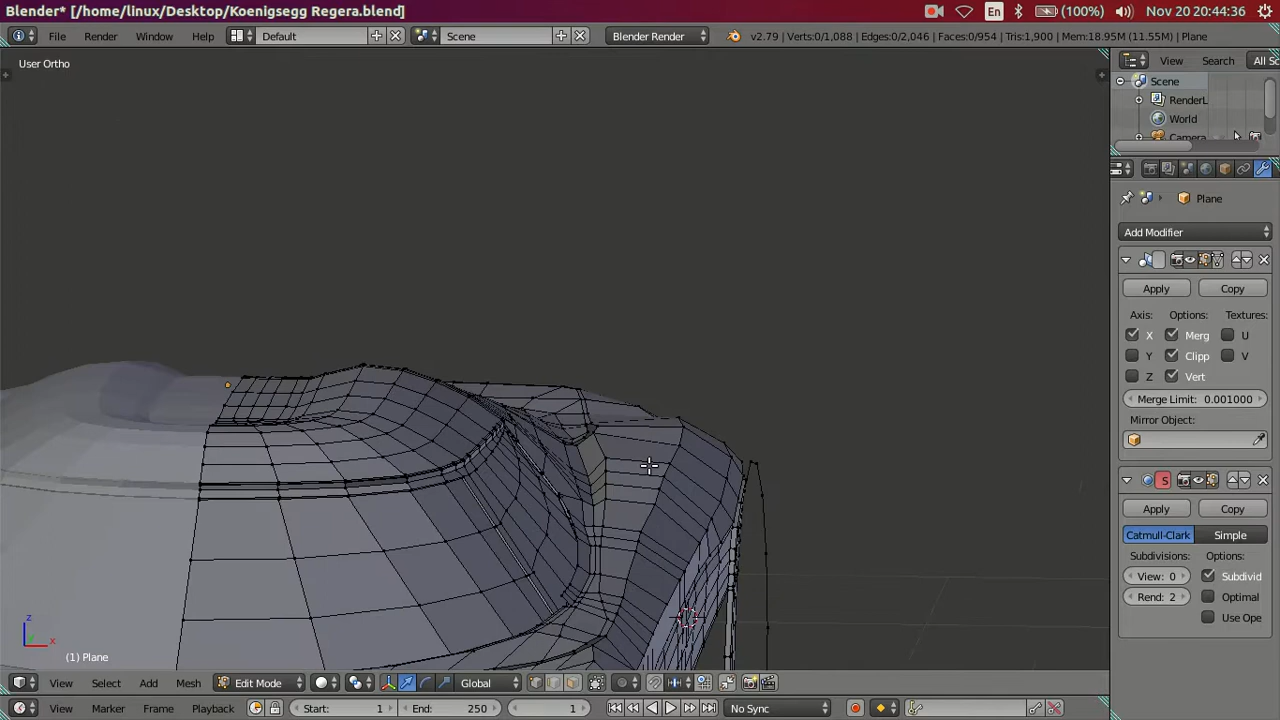 Blender* [/home/linux/Desktop/Koenigsegg Regera.blend]
En (100%) Nov 20 20:44:36
File Render Window Help Default Scene Blender Render v2.79 | Verts:0/1,088 | Edges:0/2,046 | Faces:0/954 | Tris:1,900 | Mem:18.95M (11.55M) | Plane
User Ortho
View Search All Sc
Scene
RenderL
World
Camera
Plane
Add Modifier
Apply Copy
Axis: Options: Textures:
X Merg U
Y Clipp V
Z Vert
Merge Limit: 0.001000
Mirror Object:
S
Apply Copy
Catmull-Clark Simple
Subdivisions: Options:
View: 0 Subdivid
Rend: 2 Optimal
Use Ope
z
y x
(1) Plane
View Select Add Mesh Edit Mode Global
View Marker Frame Playback Start: 1 End: 250 1 No Sync